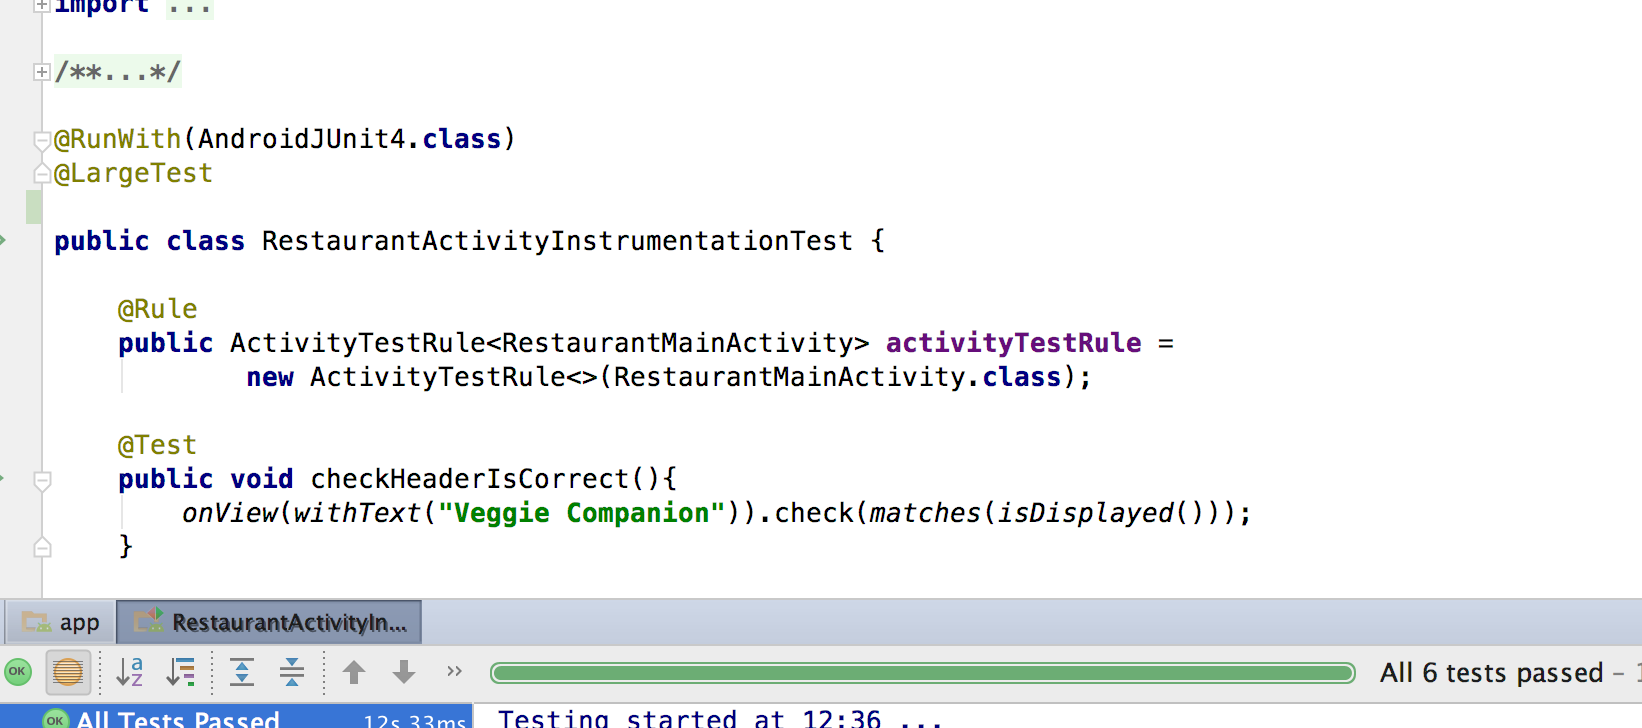 import ...
/**...*/
@RunWith(AndroidJUnit4.class)
@LargeTest
public class RestaurantActivityInstrumentationTest {
@Rule
public ActivityTestRule<RestaurantMainActivity> activityTestRule =
new ActivityTestRule<>(RestaurantMainActivity.class);
@Test
public void checkHeaderIsCorrect(){
onView(withText("Veggie Companion")).check(matches(isDisplayed()));
}
app RestaurantActivityIn...
OK a z >> All 6 tests passed –
OK All Tests Passed 12s 33ms Testing started at 12:36 ...